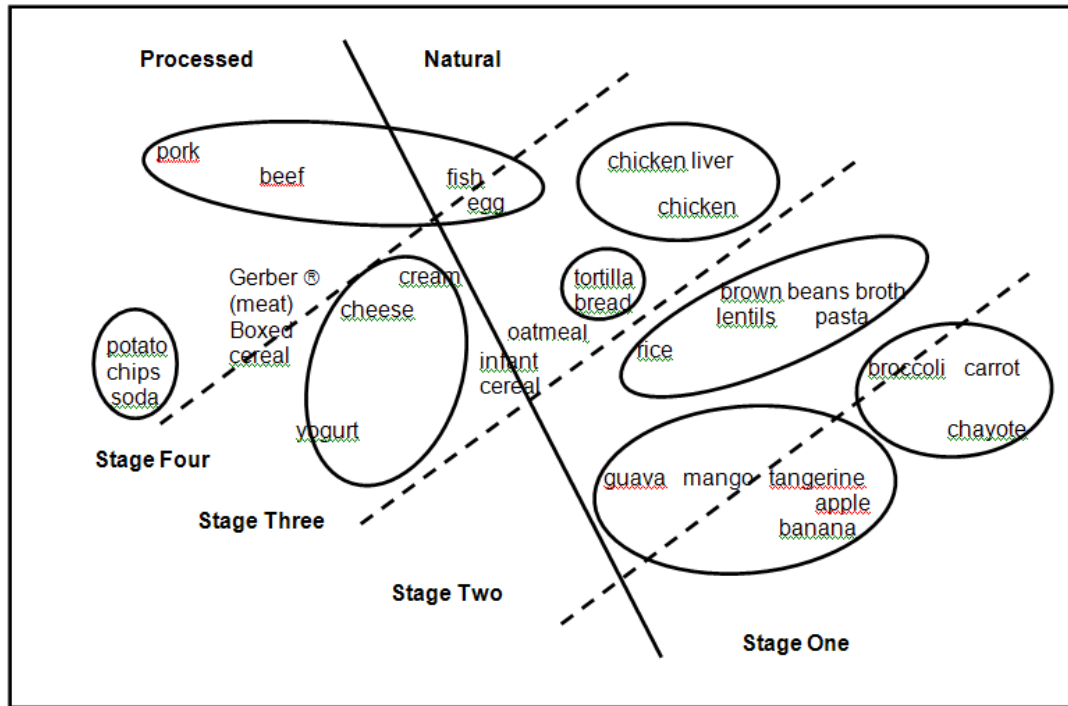 Processed
Natural
pork
beef
fish
egg
chicken liver
chicken
Gerber ®
(meat)
Boxed
cereal
cream
cheese
yogurt
tortilla
bread
oatmeal
infant
cereal
brown beans broth
lentils pasta
rice
potato
chips
soda
broccoli carrot
chayote
guava mango tangerine
apple
banana
Stage Four
Stage Three
Stage Two
Stage One